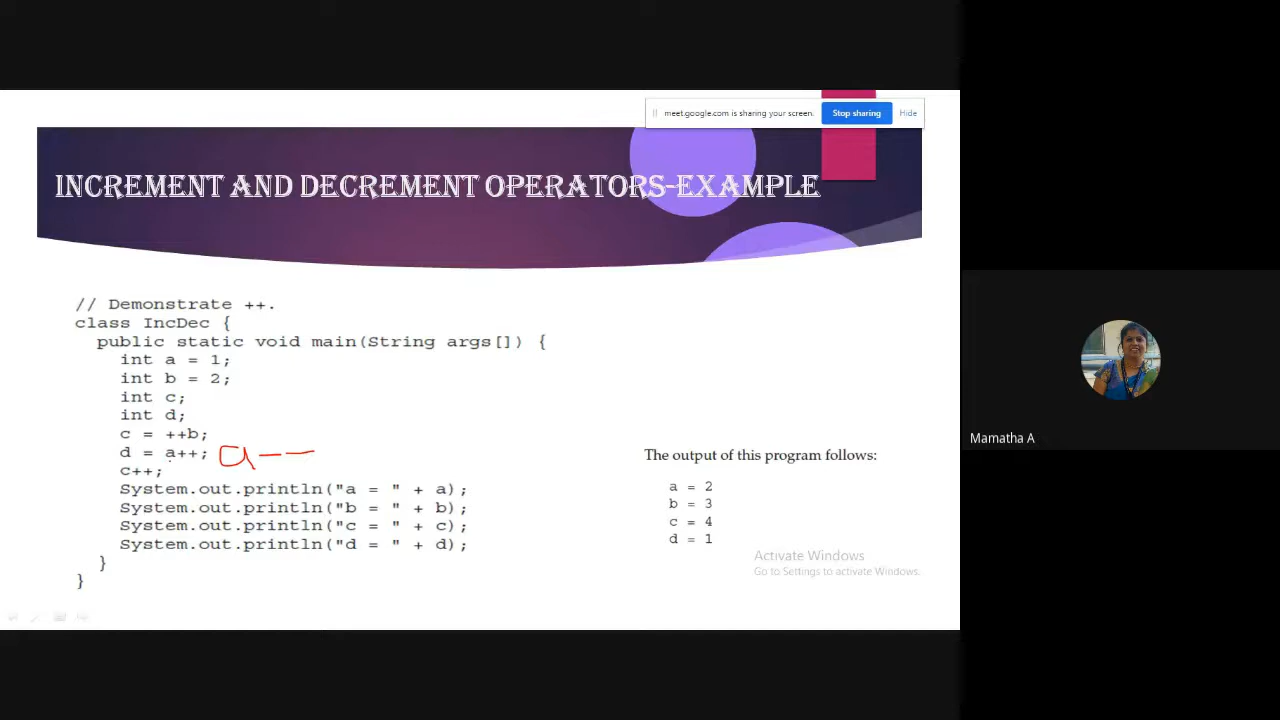 meet.google.com is sharing your screen. Stop sharing Hide
INCREMENT AND DECREMENT OPERATORS-EXAMPLE
// Demonstrate ++.
class IncDec {
public static void main(String args[]) {
int a = 1;
int b = 2;
int c;
int d;
c = ++b;
d = a++; a--
c++;
System.out.println("a = " + a);
System.out.println("b = " + b);
System.out.println("c = " + c);
System.out.println("d = " + d);
}
}
The output of this program follows:
a = 2
b = 3
c = 4
d = 1
Activate Windows
Go to Settings to activate Windows.
Mamatha A